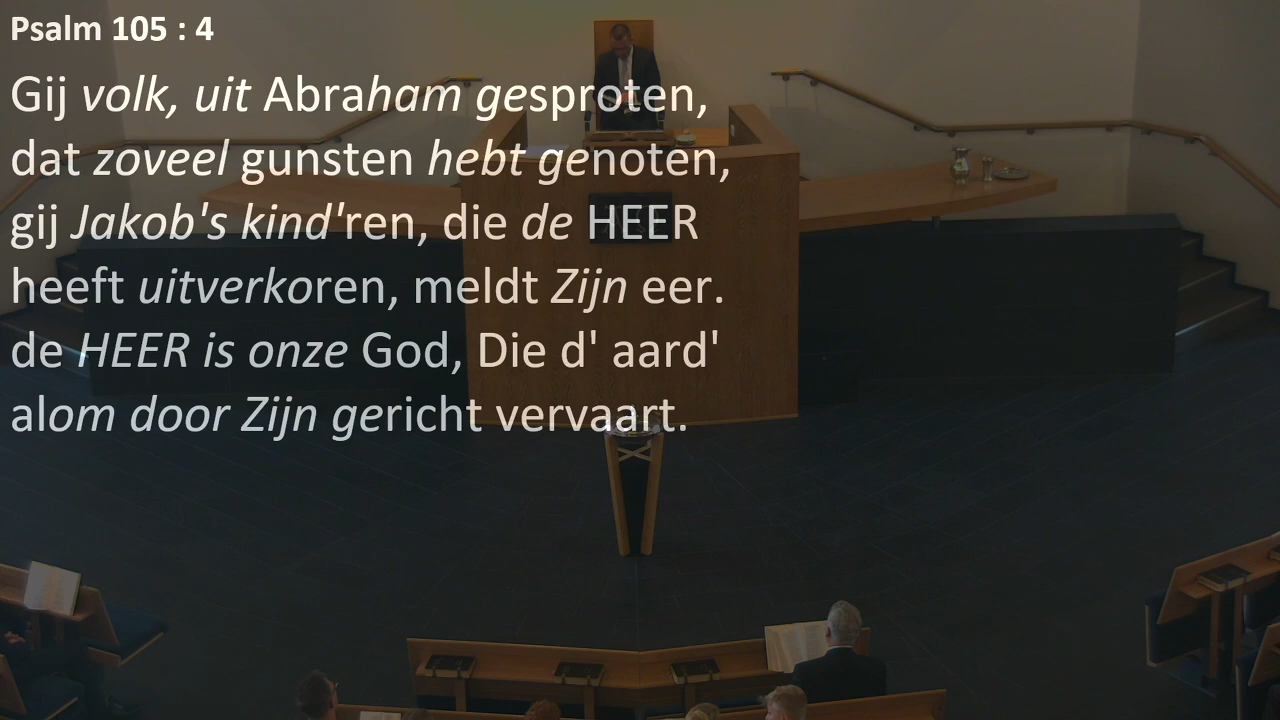 Psalm 105 : 4
Gij volk, uit Abraham gesproten,
dat zoveel gunsten hebt genoten,
gij Jakob's kind'ren, die de HEER
heeft uitverkoren, meldt Zijn eer.
de HEER is onze God, Die d' aard'
alom door Zijn gericht vervaart.